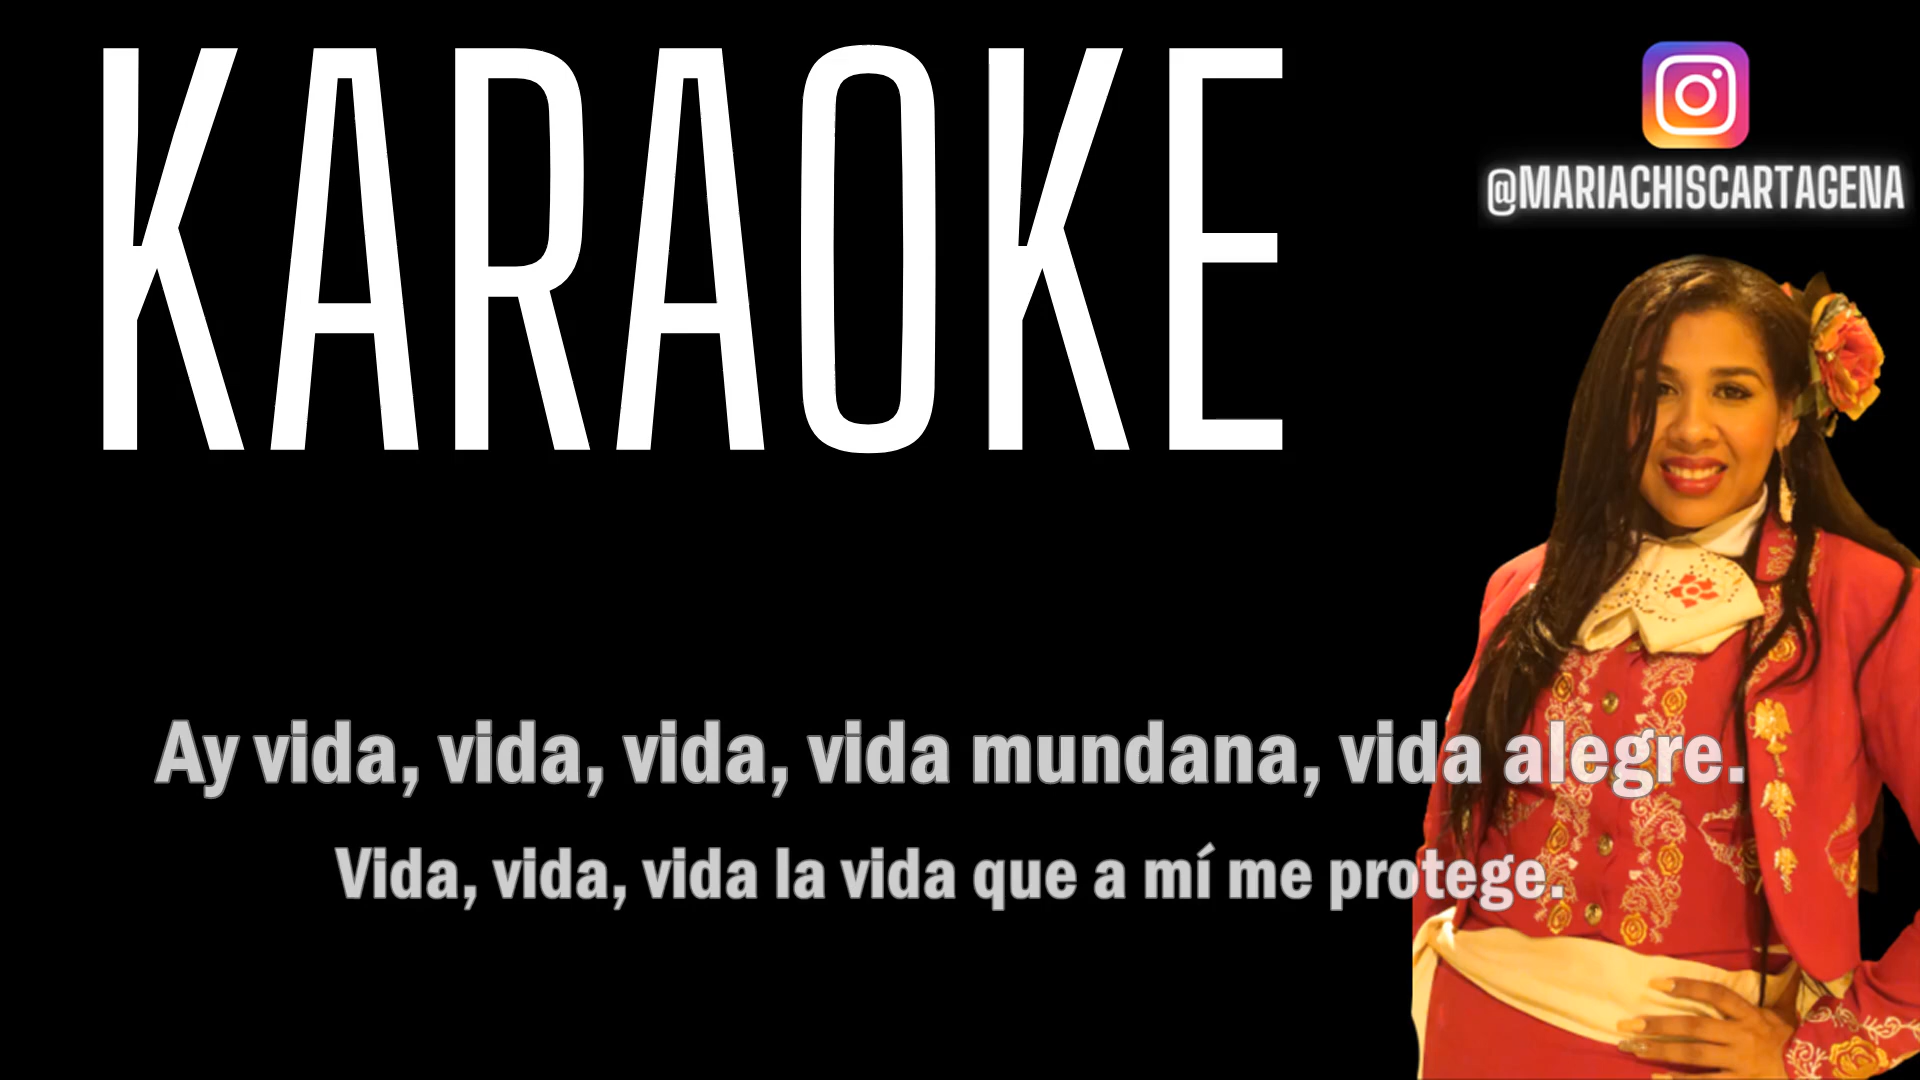 KARAOKE
@MARIACHISCARTAGENA
Ay vida, vida, vida, vida mundana, vida alegre.
Vida, vida, vida la vida que a mí me protege.